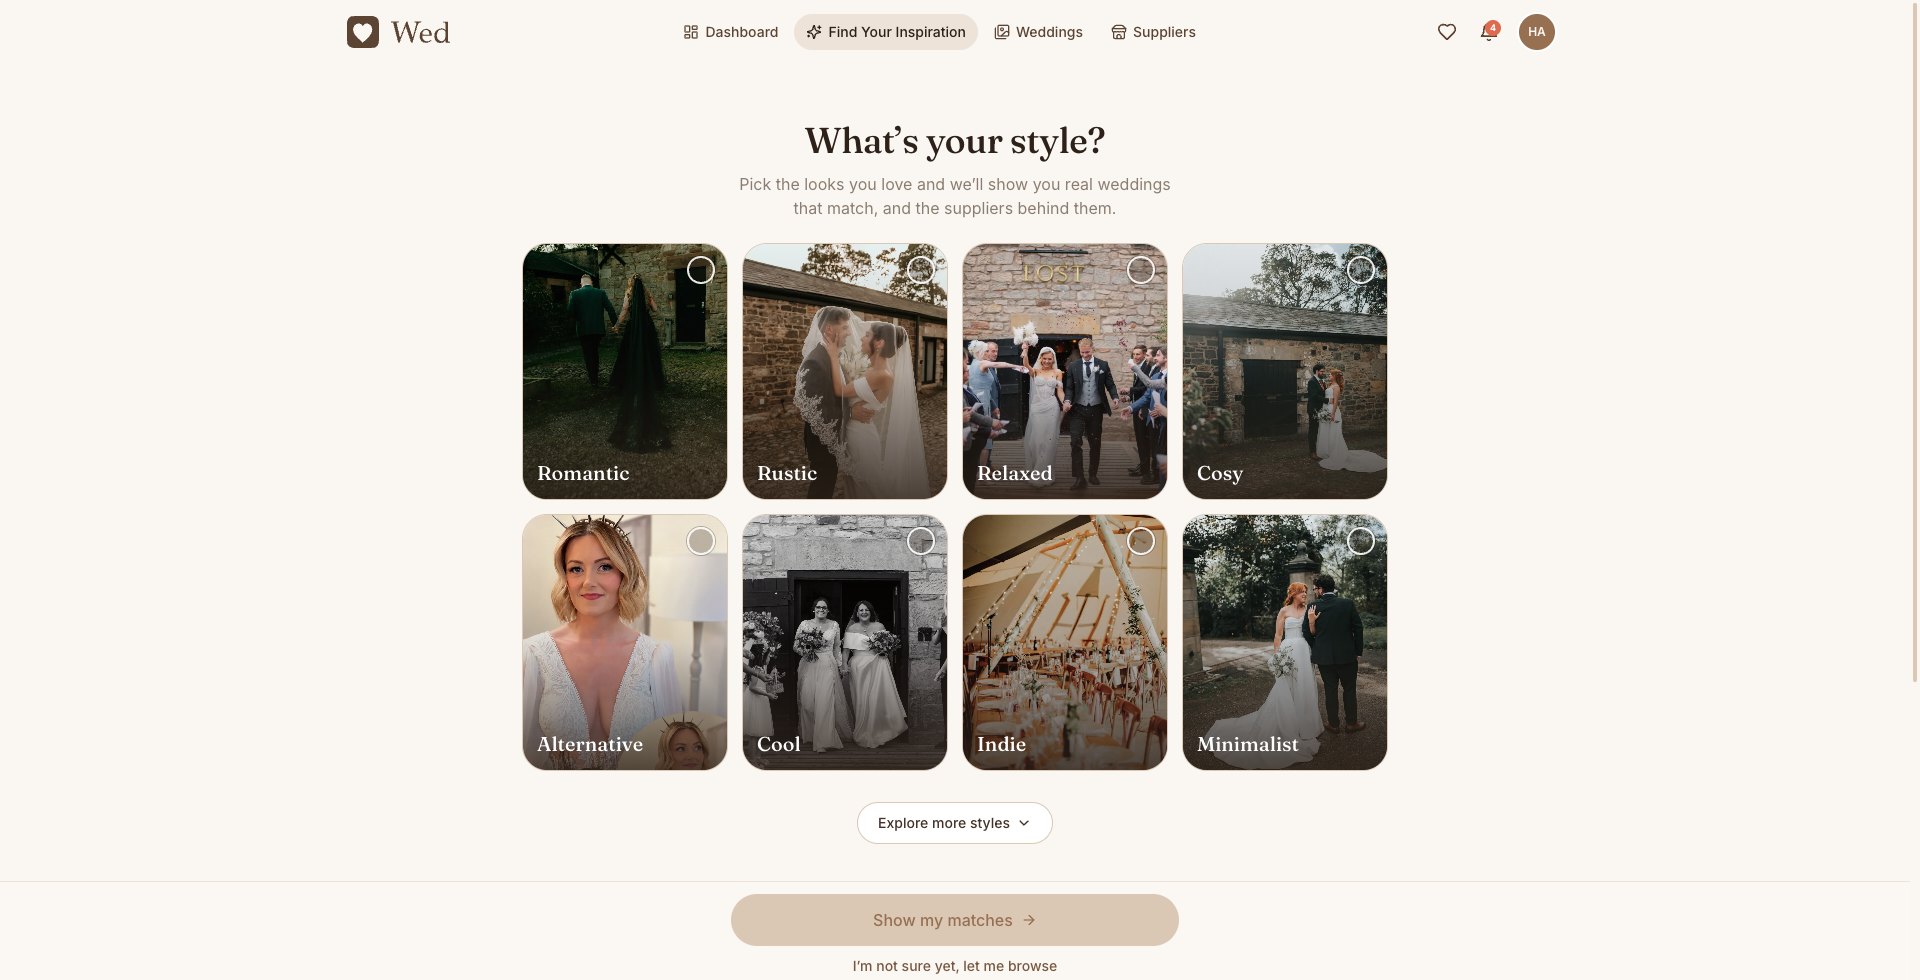 Wed
Dashboard
Find Your Inspiration
Weddings
Suppliers
4
HA
What’s your style?
Pick the looks you love and we’ll show you real weddings
that match, and the suppliers behind them.
LOST
Romantic
Rustic
Relaxed
Cosy
Alternative
Cool
Indie
Minimalist
Explore more styles
Show my matches →
I’m not sure yet, let me browse